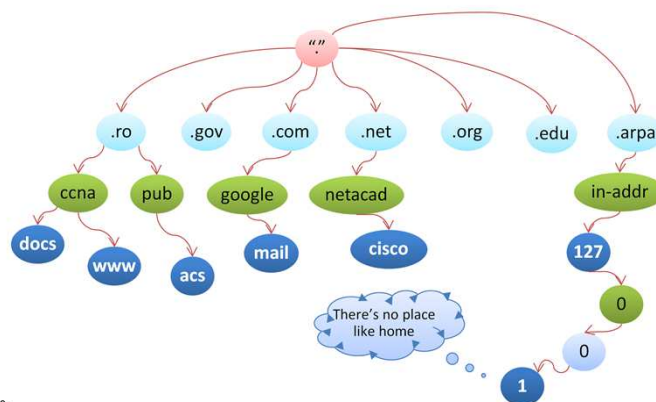 “.”
.ro .gov .com .net .org .edu .arpa
ccna pub google netacad in-addr
docs www acs mail cisco 127
0
There's no place
like home
0
1